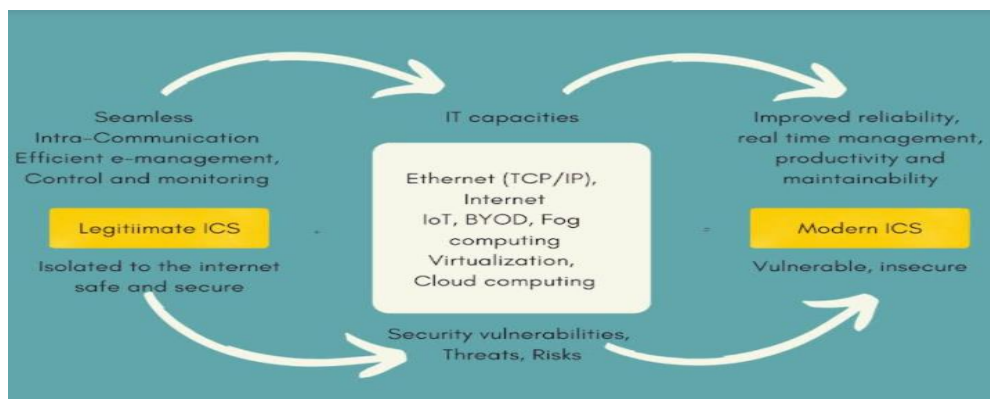 Seamless
Intra-Communication
Efficient e-management,
Control and monitoring
Legitiimate ICS
Isolated to the internet
safe and secure
IT capacities
Ethernet (TCP/IP),
Internet
IoT, BYOD, Fog
computing
Virtualization,
Cloud computing
Security vulnerabilities,
Threats, Risks
Improved reliability,
real time management,
productivity and
maintainability
Modern ICS
Vulnerable, insecure